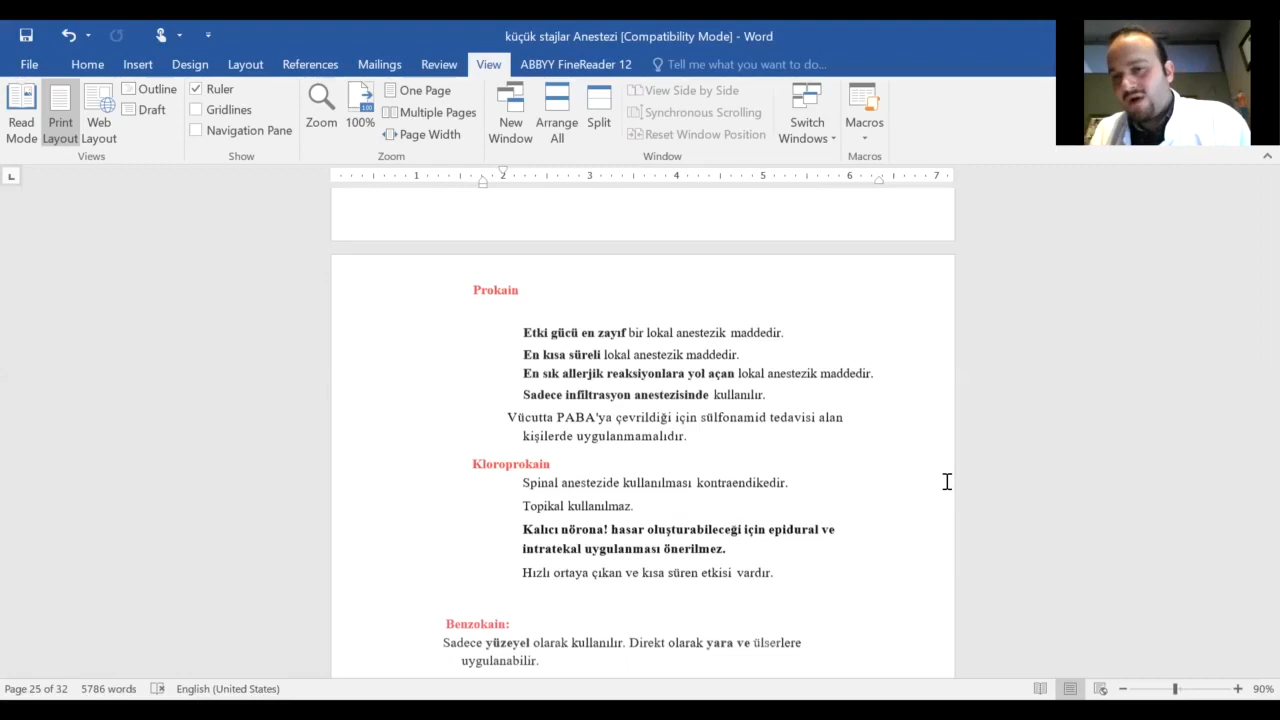 küçük stajlar Anestezi [Compatibility Mode] - Word
File Home Insert Design Layout References Mailings Review View ABBYY FineReader 12 Tell me what you want to do...
Read Mode
Print Layout
Web Layout
Outline
Draft
Views
Ruler
Gridlines
Navigation Pane
Show
Zoom
100%
One Page
Multiple Pages
Page Width
Zoom
New Window
Arrange All
Split
View Side by Side
Synchronous Scrolling
Reset Window Position
Window
Switch Windows
Macros
Macros
1 2 3 4 5 6 7
Prokain
Etki gücü en zayıf bir lokal anestezik maddedir.
En kısa süreli lokal anestezik maddedir.
En sık allerjik reaksiyonlara yol açan lokal anestezik maddedir.
Sadece infiltrasyon anestezisinde kullanılır.
Vücutta PABA'ya çevrildiği için sülfonamid tedavisi alan
kişilerde uygulanmamalıdır.
Kloroprokain
Spinal anestezide kullanılması kontraendikedir.
Topikal kullanılmaz.
Kalıcı nörona! hasar oluşturabileceği için epidural ve
intratekal uygulanması önerilmez.
Hızlı ortaya çıkan ve kısa süren etkisi vardır.
Benzokain:
Sadece yüzeyel olarak kullanılır. Direkt olarak yara ve ülserlere
uygulanabilir.
Page 25 of 32 5786 words English (United States) 90%